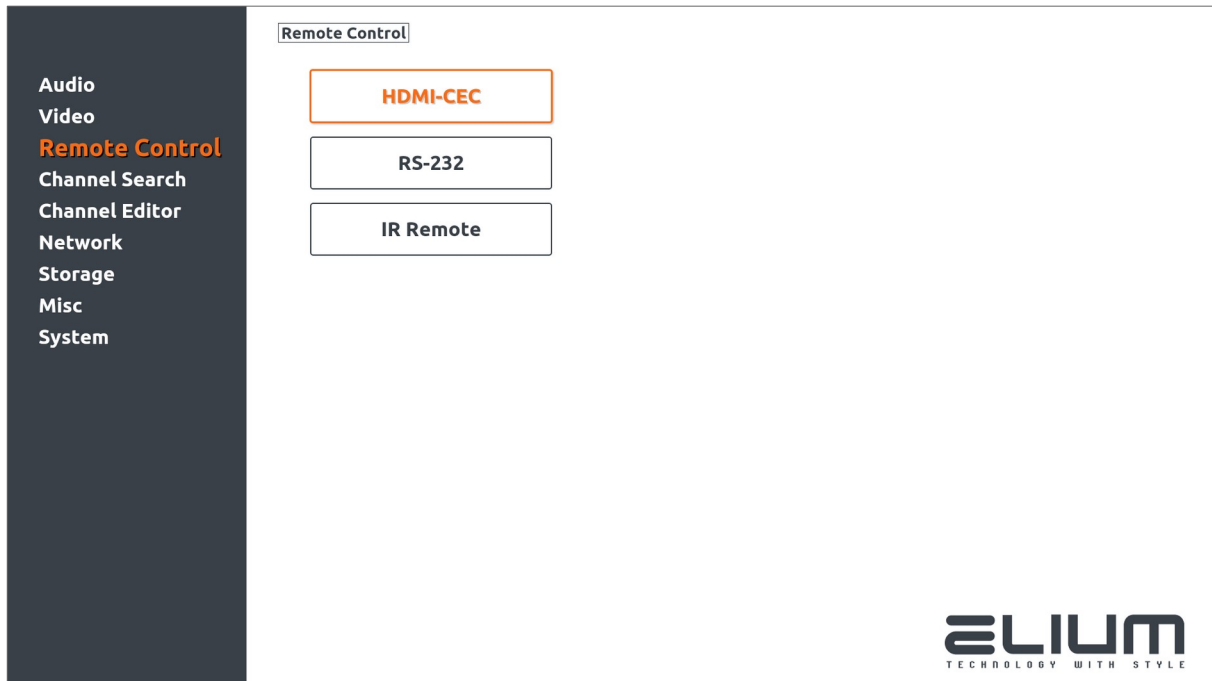 Remote Control
Audio
Video
Remote Control
Channel Search
Channel Editor
Network
Storage
Misc
System
HDMI-CEC
RS-232
IR Remote
ELIUM
TECHNOLOGY WITH STYLE